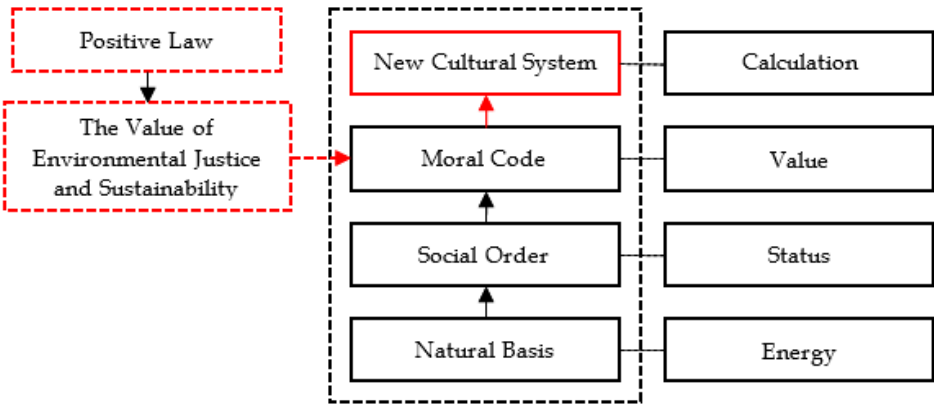 Positive Law
The Value of
Environmental Justice
and Sustainability
New Cultural System
Calculation
Moral Code
Value
Social Order
Status
Natural Basis
Energy